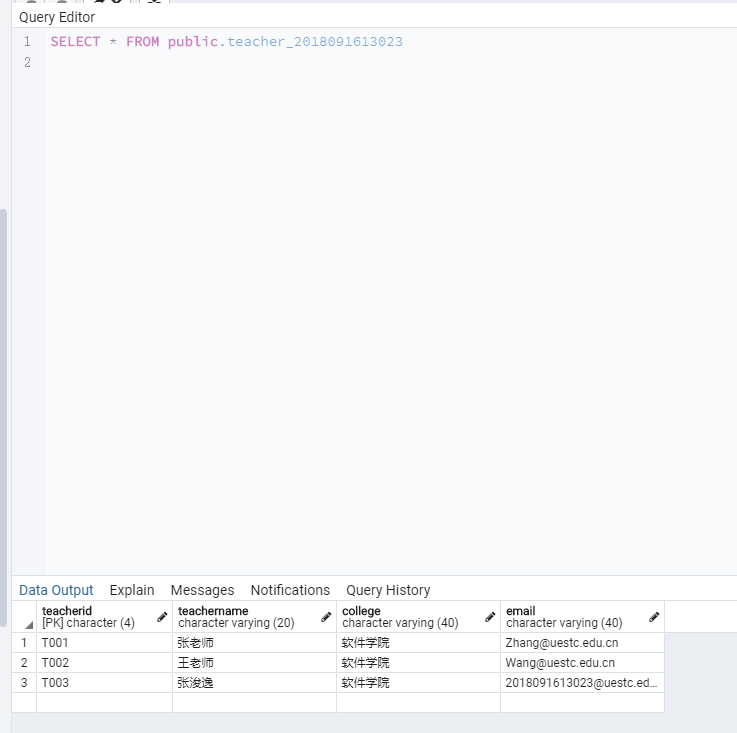 Query Editor
1 SELECT * FROM public.teacher_2018091613023
2
Data Output Explain Messages Notifications Query History
teacherid teachername college email
[PK] character (4) character varying (20) character varying (40) character varying (40)
1 T001 张老师 软件学院 Zhang@uestc.edu.cn
2 T002 王老师 软件学院 Wang@uestc.edu.cn
3 T003 张浚逸 软件学院 2018091613023@uestc.ed...